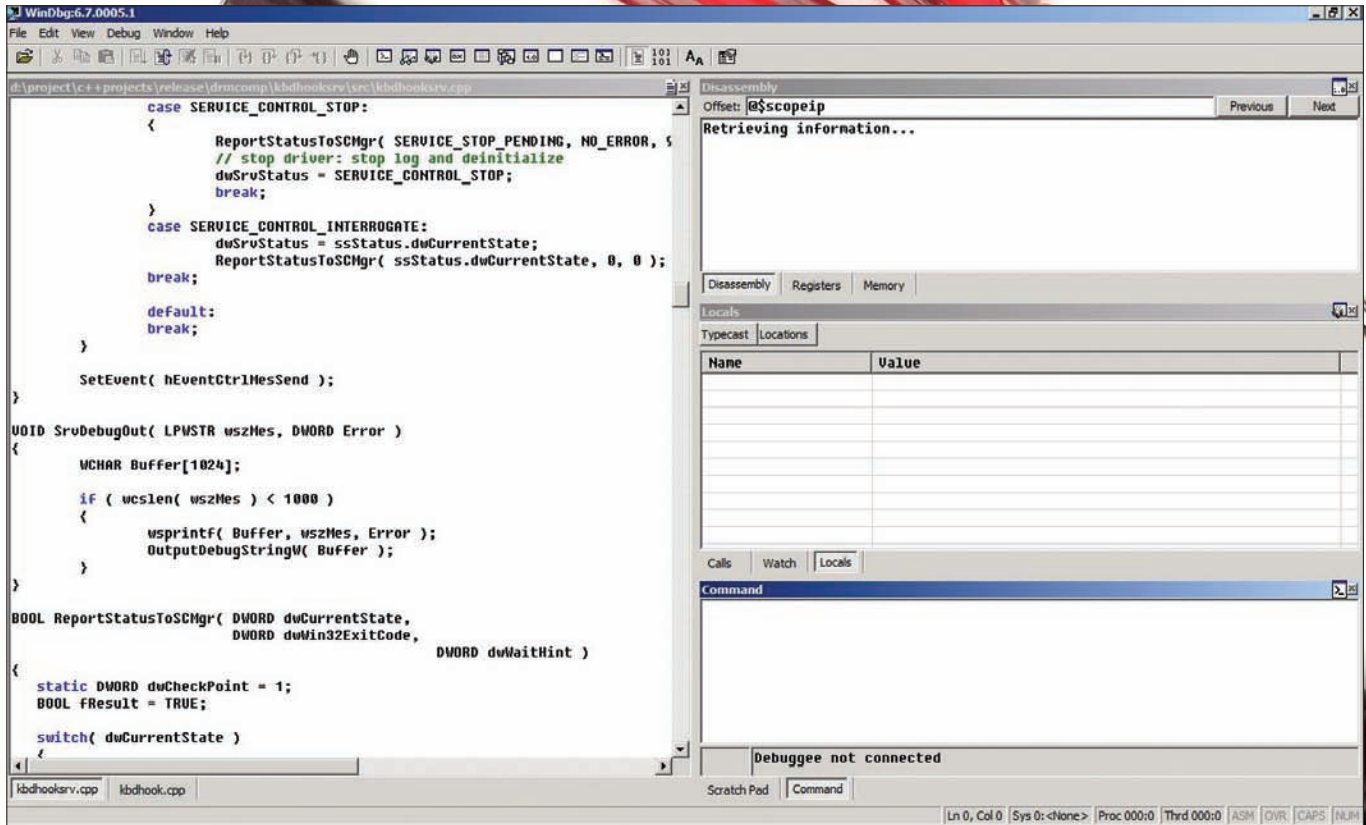 WinDbg:6.7.0005.1
File Edit View Debug Window Help
d:\project\c++projects\release\drmcomp\kbdhooksrv\src\kbdhooksrv.cpp
case SERVICE_CONTROL_STOP:
{
ReportStatusToSCMgr( SERVICE_STOP_PENDING, NO_ERROR,
// stop driver: stop log and deinitialize
dwSrvStatus = SERVICE_CONTROL_STOP;
break;
}
case SERVICE_CONTROL_INTERROGATE:
dwSrvStatus = ssStatus.dwCurrentState;
ReportStatusToSCMgr( ssStatus.dwCurrentState, 0, 0 );
break;
default:
break;
}
SetEvent( hEventCtrlMesSend );
}
VOID SrvDebugOut( LPWSTR wszMes, DWORD Error )
{
WCHAR Buffer[1024];
if ( wcslen( wszMes ) < 1000 )
{
wsprintf( Buffer, wszMes, Error );
OutputDebugStringW( Buffer );
}
}
BOOL ReportStatusToSCMgr( DWORD dwCurrentState,
DWORD dwWin32ExitCode,
DWORD dwWaitHint )
{
static DWORD dwCheckPoint = 1;
BOOL fResult = TRUE;
switch( dwCurrentState )
{
kbdhooksrv.cpp kbdhook.cpp
Disassembly
Offset: @$scopeip Previous Next
Retrieving information...
Disassembly Registers Memory
Locals
Typecast Locations
Name Value
Calls Watch Locals
Command
Debuggee not connected
Scratch Pad Command
Ln 0, Col 0 Sys 0:<None> Proc 000:0 Thrd 000:0 ASM OVR CAPS NUM